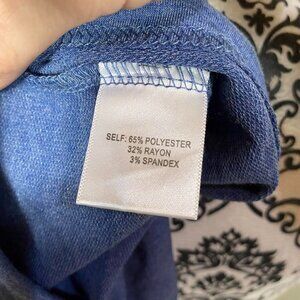 SELF: 65% POLYESTER
32% RAYON
3% SPANDEX